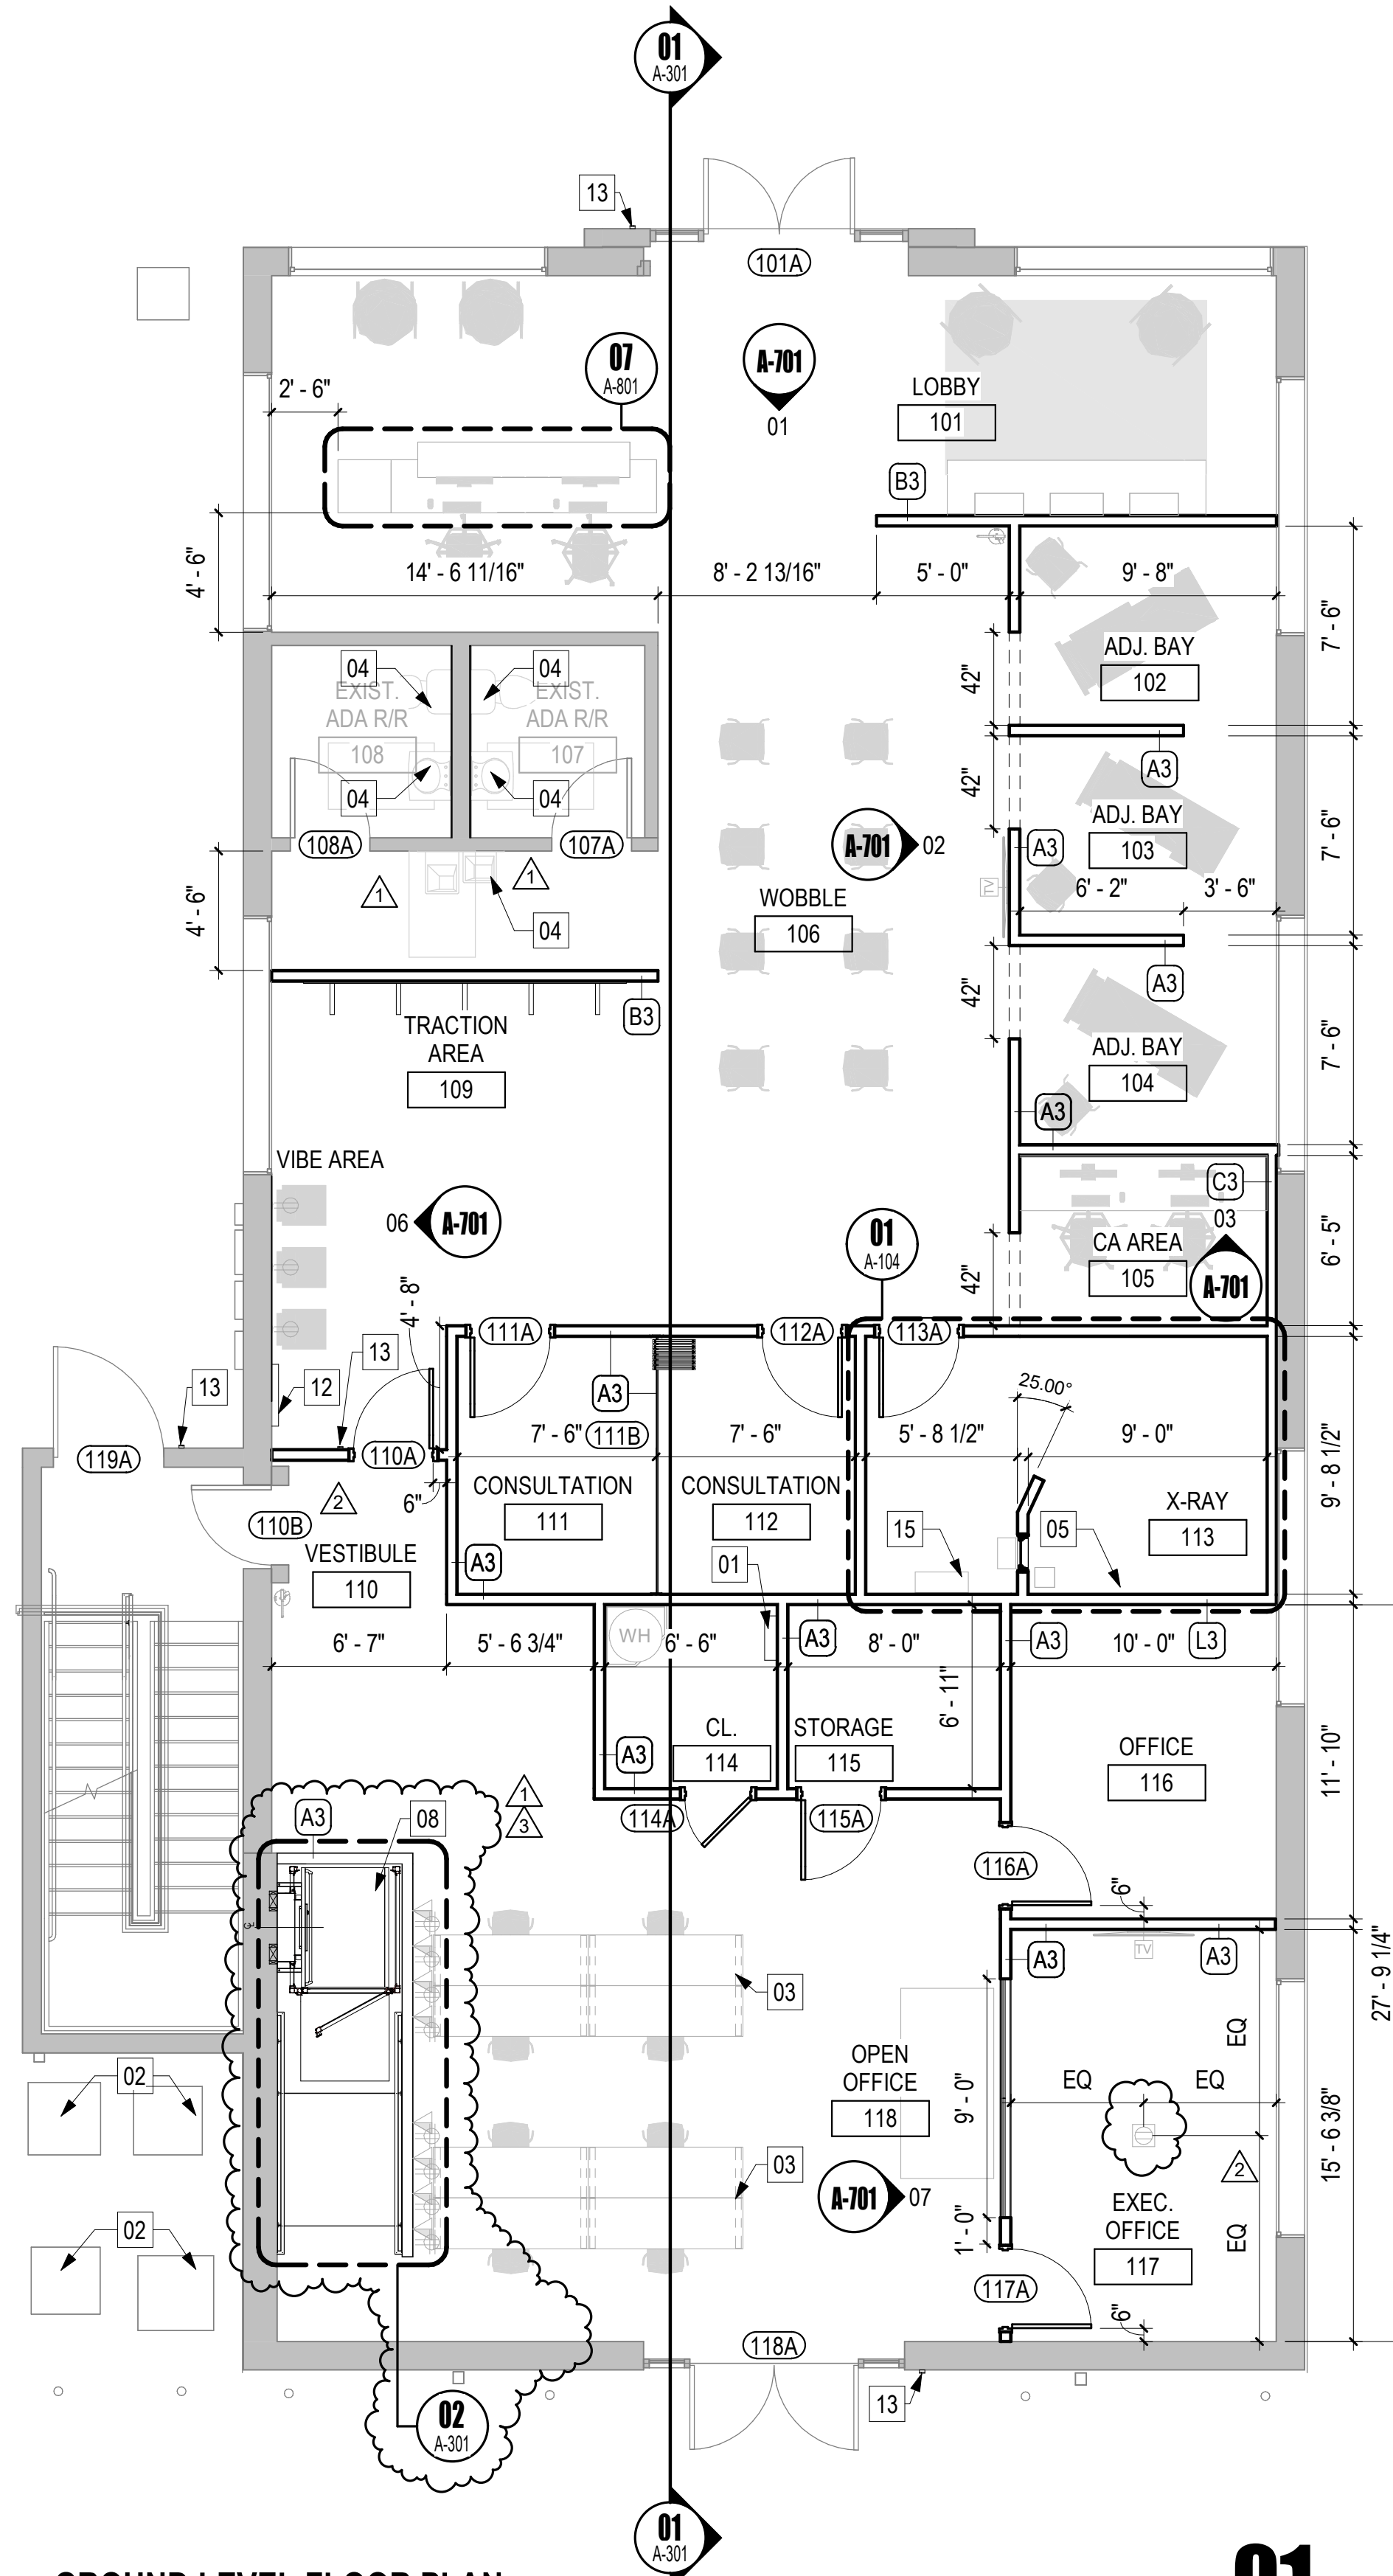 01
A-301
13
101A
07
A-801
A-701
01
LOBBY
101
2' - 6"
B3
4' - 6"
14' - 6 11/16"
8' - 2 13/16"
5' - 0"
9' - 8"
7' - 6"
04
04
EXIST.
ADA R/R
108
EXIST.
ADA R/R
107
42"
ADJ. BAY
102
04
04
108A
107A
A3
42"
1
1
A-701
02
A3
ADJ. BAY
103
7' - 6"
TV
6' - 2"
3' - 6"
4' - 6"
04
WOBBLE
106
A3
42"
B3
TRACTION
AREA
109
ADJ. BAY
104
7' - 6"
A3
VIBE AREA
C3
03
06
A-701
01
A-104
CA AREA
105
A-701
6' - 5"
42"
4' - 8"
111A
112A
113A
13
12
13
A3
25.00°
7' - 6"
111B
7' - 6"
5' - 8 1/2"
9' - 0"
119A
110A
9' - 8 1/2"
2
6"
CONSULTATION
111
CONSULTATION
112
X-RAY
113
110B
15
05
VESTIBULE
110
A3
01
6' - 7"
5' - 6 3/4"
WH
6' - 6"
A3
8' - 0"
A3
10' - 0"
L3
6' - 11"
A3
CL.
114
STORAGE
115
OFFICE
116
11' - 10"
1
3
A3
08
114A
115A
116A
6"
A3
TV
A3
27' - 9 1/4"
03
EQ
02
OPEN
OFFICE
118
9' - 0"
EQ
EQ
15' - 6 3/8"
03
2
A-701
07
02
EXEC.
OFFICE
117
EQ
1' - 0"
117A
6"
118A
13
02
A-301
01
A-301
GROUND LEVEL FLOOR PLAN
01